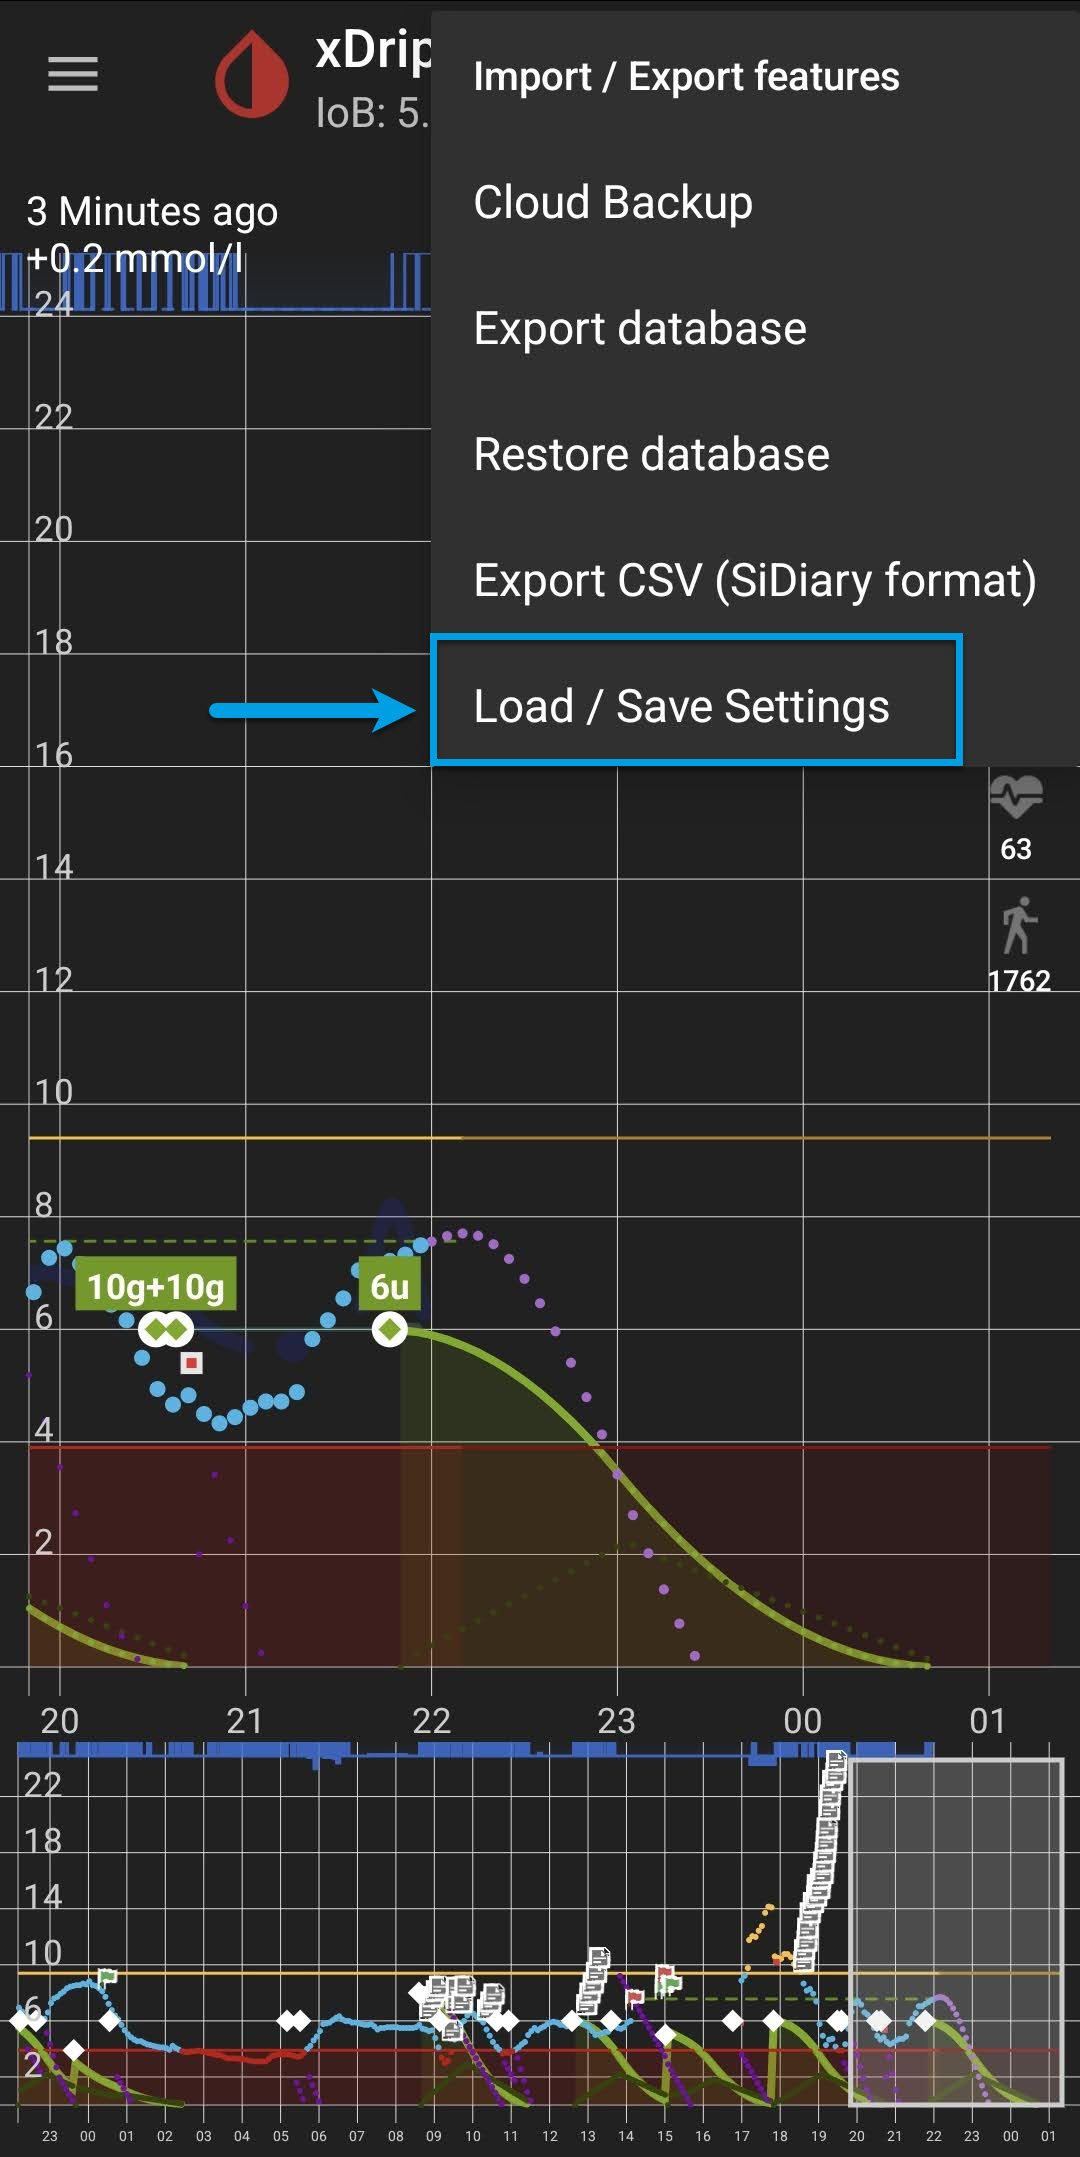 xDrip
IoB: 5.
Import / Export features
Cloud Backup
Export database
Restore database
Export CSV (SiDiary format)
Load / Save Settings
3 Minutes ago
+0.2 mmol/l
24
22
20
18
16
14
12
10
8
6
4
2
63
1762
10g+10g
6u
20 21 22 23 00 01
22
18
14
10
6
2
23 00 01 02 03 04 05 06 07 08 09 10 11 12 13 14 15 16 17 18 19 20 21 22 23 00 01